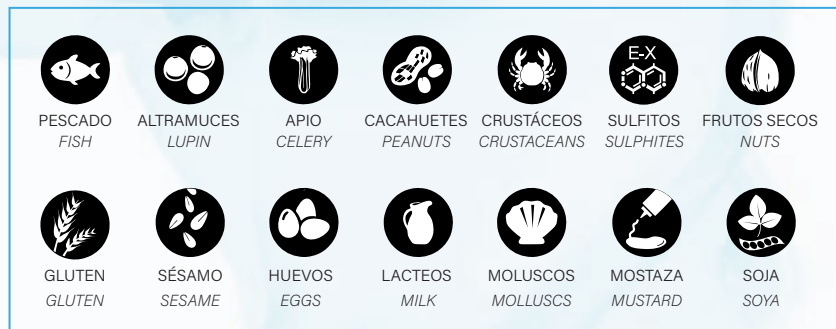 E-X
PESCADO ALTRAMUCES APIO CACAHUETES CRUSTÁCEOS SULFITOS FRUTOS SECOS
FISH LUPIN CELERY PEANUTS CRUSTACEANS SULPHITES NUTS
GLUTEN SÉSAMO HUEVOS LACTEOS MOLUSCOS MOSTAZA SOJA
GLUTEN SESAME EGGS MILK MOLLUSCS MUSTARD SOYA